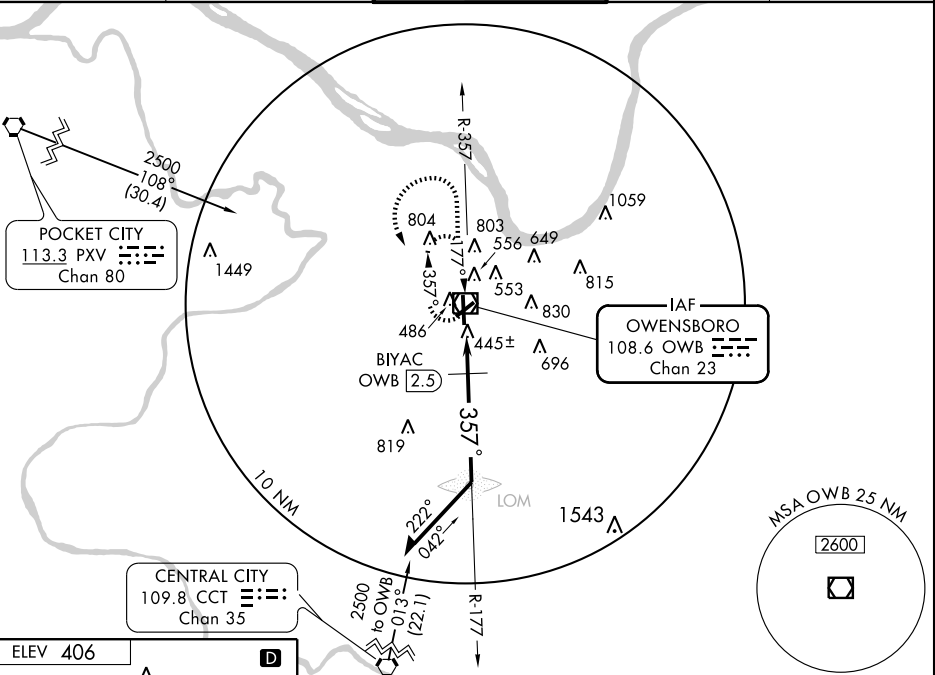 R-357
2500
108°
(30.4)
POCKET CITY
113.3 PXV
Chan 80
1449
804
803
556
649
1059
177°
357°
553
815
830
486
445±
696
IAF
OWENSBORO
108.6 OWB
Chan 23
BIYAC
OWB 2.5
357°
819
10 NM
LOM
222°
042°
1543
MSA OWB 25 NM
2600
CENTRAL CITY
109.8 CCT
Chan 35
2500
to OWB
013°
(22.1)
R-177
ELEV 406
D